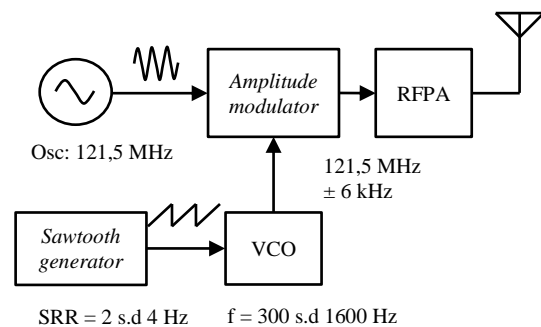 Amplitude
modulator
RFPA
Osc: 121,5 MHz
121,5 MHz
± 6 kHz
Sawtooth
generator
VCO
SRR = 2 s.d 4 Hz
f = 300 s.d 1600 Hz